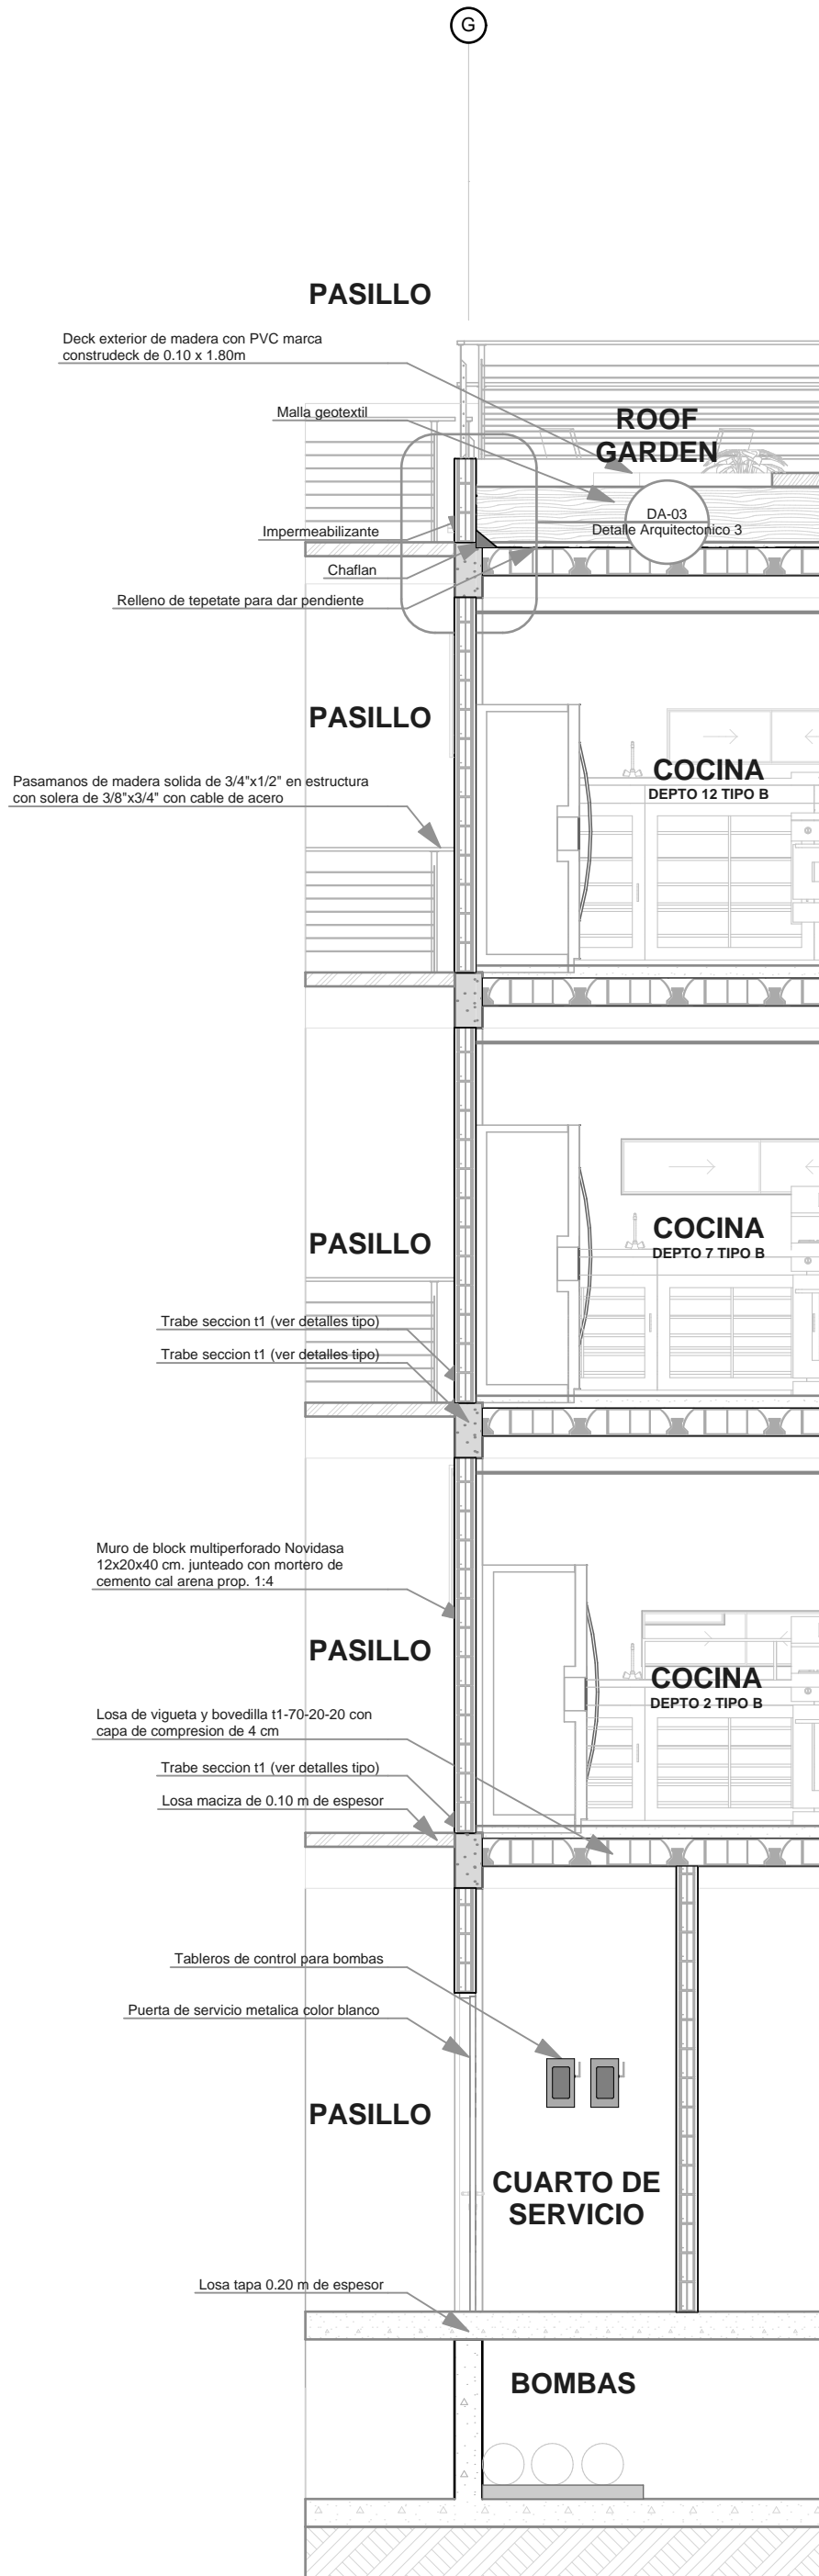 G
PASILLO
Deck exterior de madera con PVC marca
construdeck de 0.10 x 1.80m
Malla geotextil
ROOF
GARDEN
DA-03
Detalle Arquitectonico 3
Impermeabilizante
Chaflan
Relleno de tepetate para dar pendiente
PASILLO
COCINA
DEPTO 12 TIPO B
Pasamanos de madera solida de 3/4"x1/2" en estructura
con solera de 3/8"x3/4" con cable de acero
PASILLO
COCINA
DEPTO 7 TIPO B
Trabe seccion t1 (ver detalles tipo)
Trabe seccion t1 (ver detalles tipo)
Muro de block multiperforado Novidasa
12x20x40 cm. junteado con mortero de
cemento cal arena prop. 1:4
PASILLO
COCINA
DEPTO 2 TIPO B
Losa de vigueta y bovedilla t1-70-20-20 con
capa de compresion de 4 cm
Trabe seccion t1 (ver detalles tipo)
Losa maciza de 0.10 m de espesor
Tableros de control para bombas
Puerta de servicio metalica color blanco
PASILLO
CUARTO DE
SERVICIO
Losa tapa 0.20 m de espesor
BOMBAS